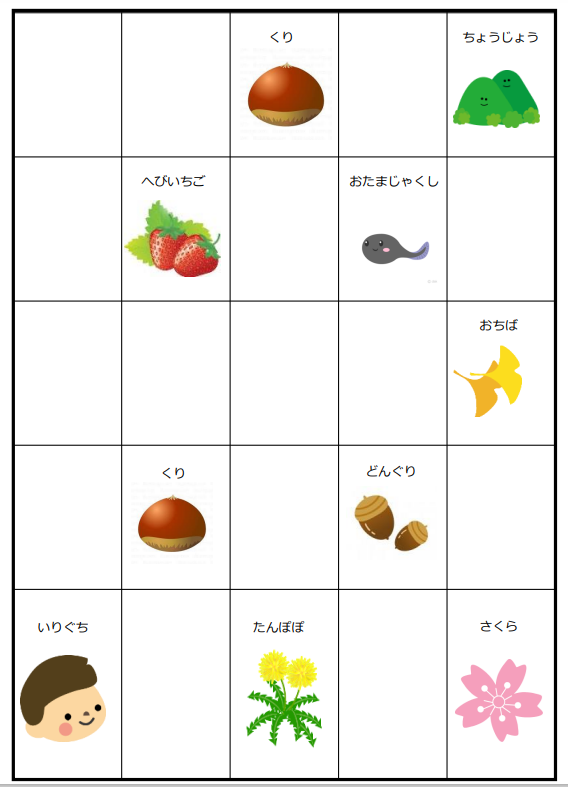 くり
ちょうじょう
へびいちご
おたまじゃくし
おちば
くり
どんぐり
いりぐち
たんぽぽ
さくら